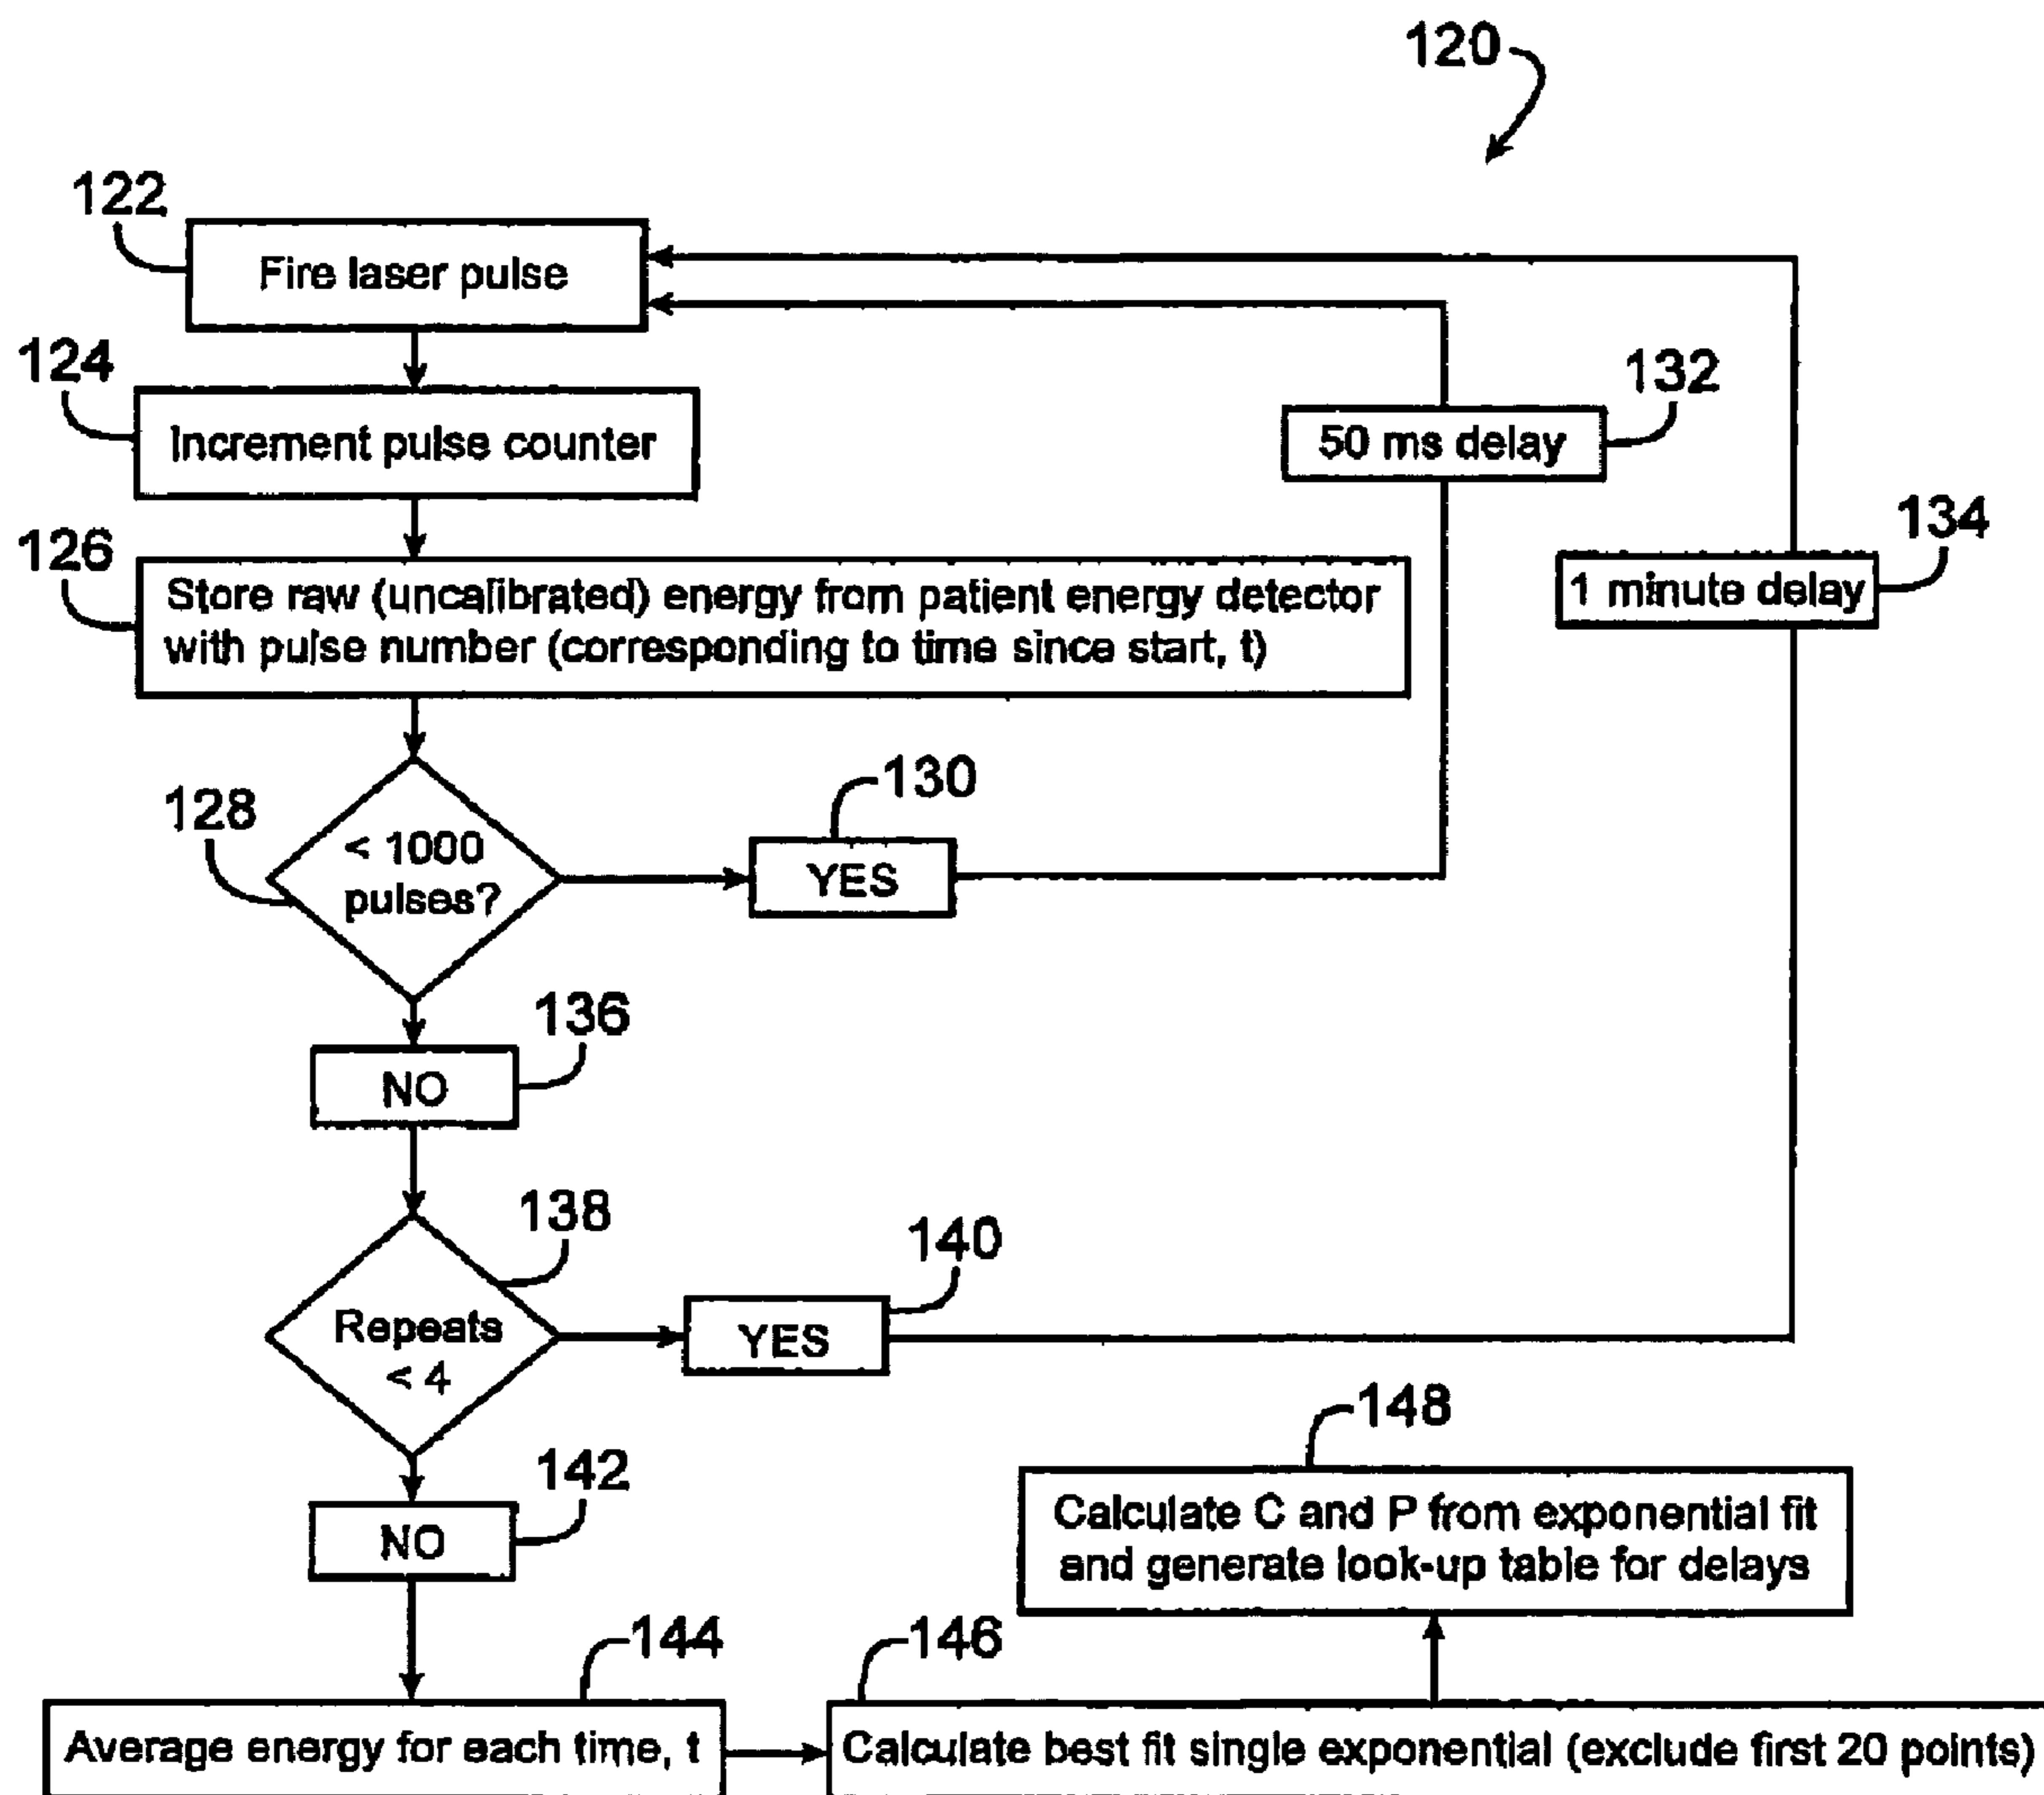 120
122
Fire laser pulse
124
Increment pulse counter
132
50 ms delay
134
1 minute delay
126
Store raw (uncalibrated) energy from patient energy detector
with pulse number (corresponding to time since start, t)
128
< 1000
pulses?
130
YES
136
NO
138
Repeats
< 4
140
YES
142
NO
148
Calculate C and P from exponential fit
and generate look-up table for delays
144
Average energy for each time, t
146
Calculate best fit single exponential (exclude first 20 points)